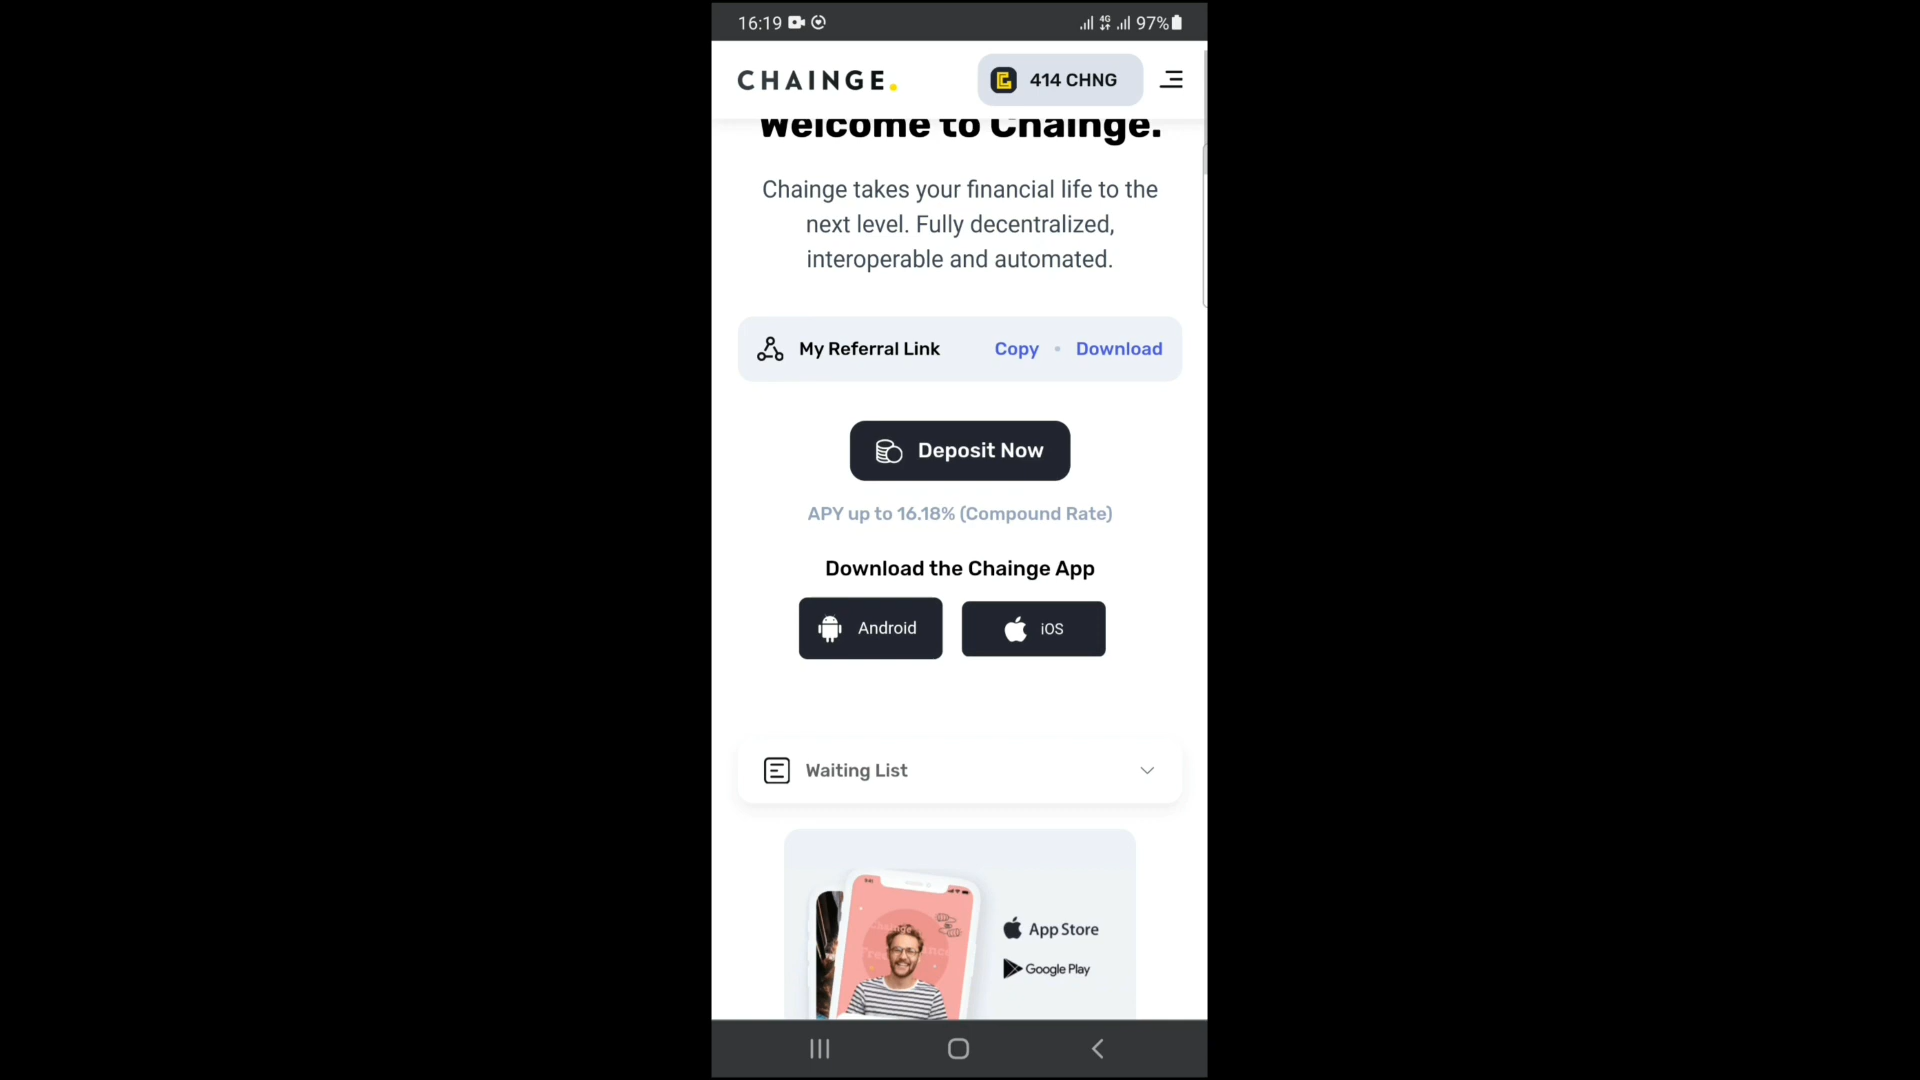 16:19 4G 97%
CHAINGE.
414 CHNG
Welcome to Chainge.
Chainge takes your financial life to the
next level. Fully decentralized,
interoperable and automated.
My Referral Link Copy • Download
Deposit Now
APY up to 16.18% (Compound Rate)
Download the Chainge App
Android
iOS
Waiting List
App Store
Google Play